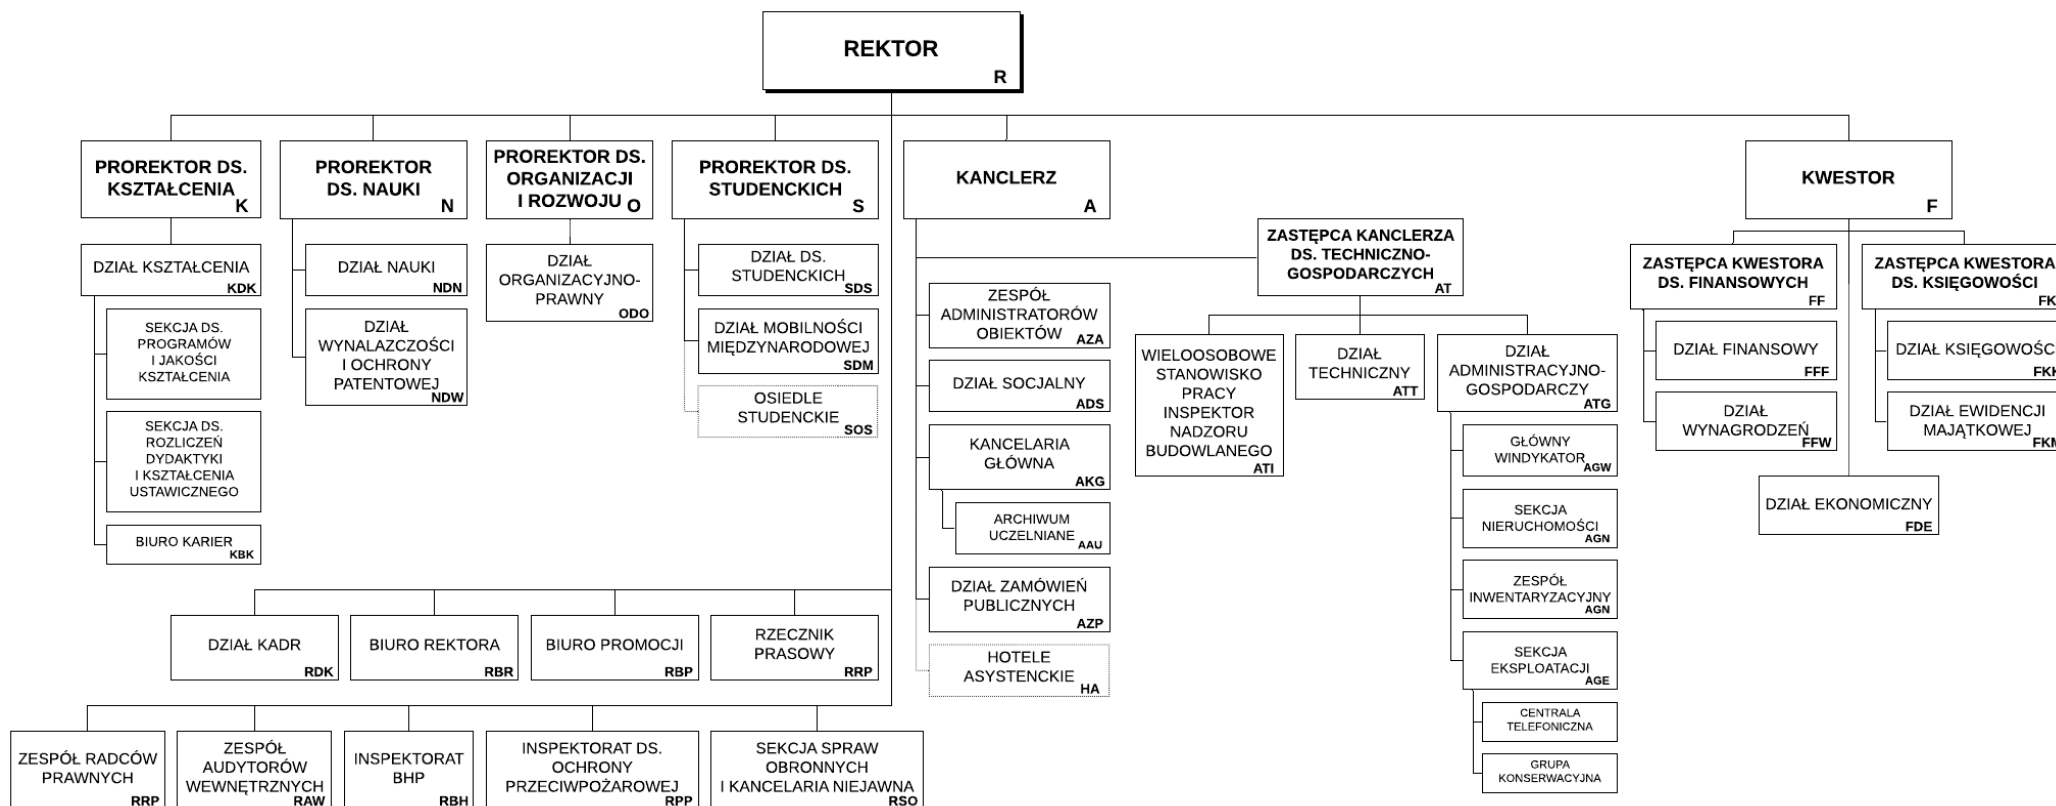 REKTOR
R
PROREKTOR DS.
KSZTAŁCENIA
K
PROREKTOR
DS. NAUKI
N
PROREKTOR DS.
ORGANIZACJI
I ROZWOJU
O
PROREKTOR DS.
STUDENCKICH
S
KANCLERZ
A
KWESTOR
F
DZIAŁ KSZTAŁCENIA
KDK
SEKCJA DS.
PROGRAMÓW
I JAKOŚCI
KSZTAŁCENIA
SEKCJA DS.
ROZLICZEŃ
DYDAKTYKI
I KSZTAŁCENIA
USTAWICZNEGO
BIURO KARIER
KBK
DZIAŁ NAUKI
NDN
DZIAŁ
WYNALAZCZOŚCI
I OCHRONY
PATENTOWEJ
NDW
DZIAŁ
ORGANIZACYJNO-
PRAWNY
ODO
DZIAŁ DS.
STUDENCKICH
SDS
DZIAŁ MOBILNOŚCI
MIĘDZYNARODOWEJ
SDM
OSIEDLE
STUDENCKIE
SOS
ZESPÓŁ
ADMINISTRATORÓW
OBIEKTÓW
AZA
DZIAŁ SOCJALNY
ADS
KANCELARIA
GŁÓWNA
AKG
ARCHIWUM
UCZELNIANE
AAU
DZIAŁ ZAMÓWIEŃ
PUBLICZNYCH
AZP
HOTELE
ASYSTENCKIE
HA
ZASTĘPCA KANCLERZA
DS. TECHNICZNO-
GOSPODARCZYCH
AT
WIELOOSOBOWE
STANOWISKO
PRACY
INSPEKTOR
NADZORU
BUDOWLANEGO
ATI
DZIAŁ
TECHNICZNY
ATT
DZIAŁ
ADMINISTRACYJNO-
GOSPODARCZY
ATG
GŁÓWNY
WINDYKATOR
AGW
SEKCJA
NIERUCHOMOŚCI
AGN
ZESPÓŁ
INWENTARYZACYJNY
AGN
SEKCJA
EKSPLOATACJI
AGE
CENTRALA
TELEFONICZNA
GRUPA
KONSERWACYJNA
ZASTĘPCA KWESTORA
DS. FINANSOWYCH
FF
DZIAŁ FINANSOWY
FFF
DZIAŁ
WYNAGRODZEŃ
FFW
ZASTĘPCA KWESTORA
DS. KSIĘGOWOŚCI
FK
DZIAŁ KSIĘGOWOŚC
FKK
DZIAŁ EWIDENCJI
MAJĄTKOWEJ
FKM
DZIAŁ EKONOMICZNY
FDE
DZIAŁ KADR
RDK
BIURO REKTORA
RBR
BIURO PROMOCJI
RBP
RZECZNIK
PRASOWY
RRP
ZESPÓŁ RADCÓW
PRAWNYCH
RRP
ZESPÓŁ
AUDYTORÓW
WEWNĘTRZNYCH
RAW
INSPEKTORAT
BHP
RBH
INSPEKTORAT DS.
OCHRONY
PRZECIWPOŻAROWEJ
RPP
SEKCJA SPRAW
OBRONNYCH
I KANCELARIA NIEJAWNA
RSO